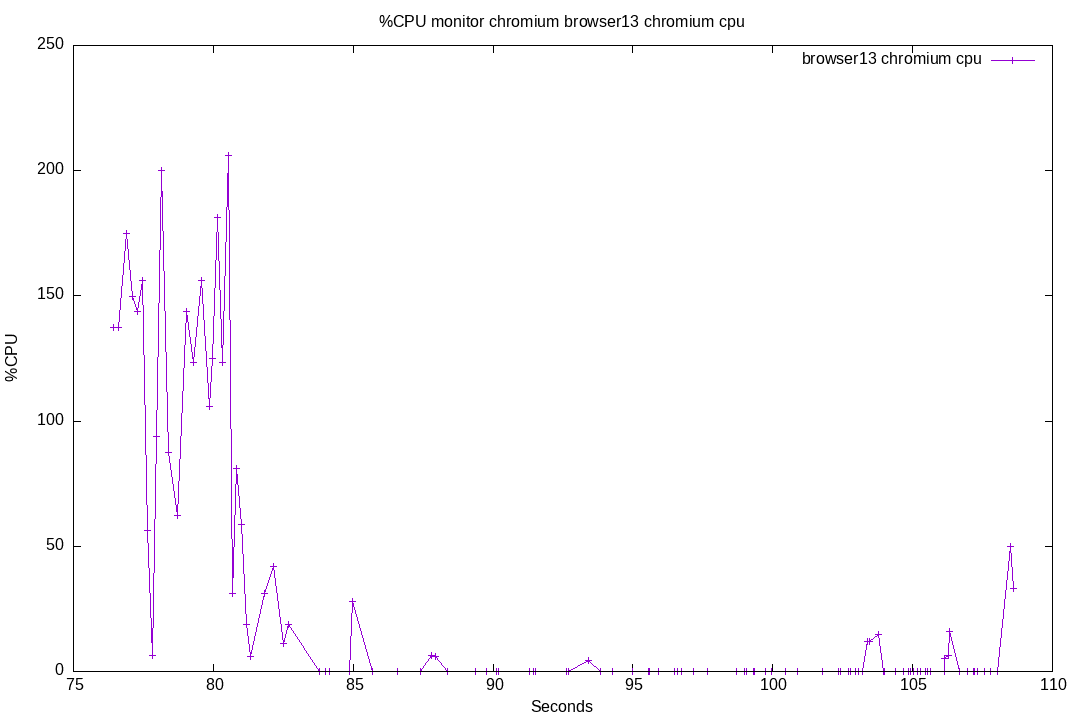 %CPU monitor chromium browser13 chromium cpu
browser13 chromium cpu
250
200
150
100
50
0
%CPU
75 80 85 90 95 100 105 110
Seconds